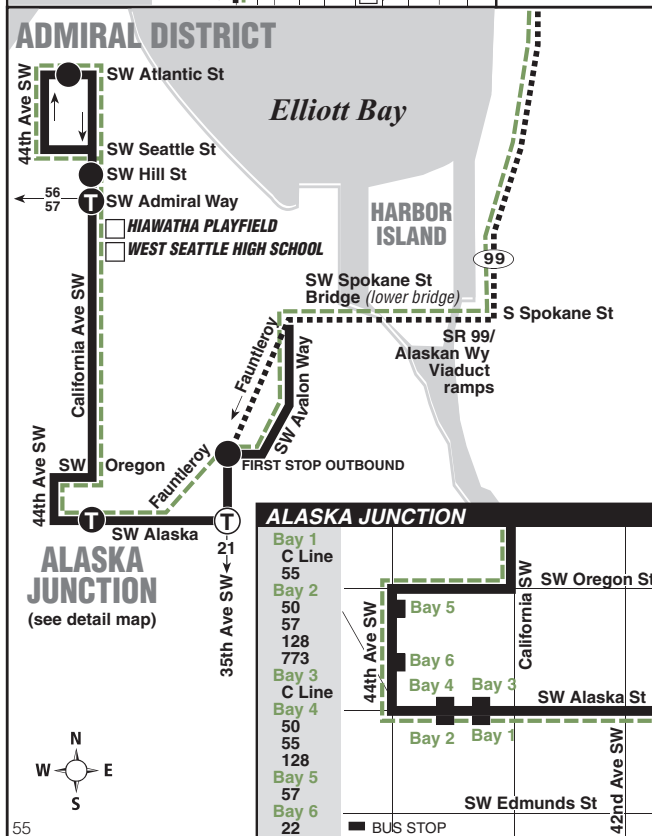 ADMIRAL DISTRICT
44th Ave SW
SW Atlantic St
Elliott Bay
SW Seattle St
SW Hill St
56
57
T
SW Admiral Way
HIAWATHA PLAYFIELD
WEST SEATTLE HIGH SCHOOL
HARBOR
ISLAND
99
California Ave SW
SW Spokane St
Bridge (lower bridge)
S Spokane St
SR 99/
Alaskan Wy
Viaduct
ramps
Fauntleroy
SW Avalon Way
FIRST STOP OUTBOUND
44th Ave SW
SW Oregon
Fauntleroy
T
SW Alaska
T
21
35th Ave SW
ALASKA
JUNCTION
(see detail map)
N
W E
S
55
ALASKA JUNCTION
Bay 1
C Line
55
Bay 2
50
57
128
773
Bay 3
C Line
Bay 4
50
55
128
Bay 5
57
Bay 6
22
44th Ave SW
California SW
SW Oregon St
Bay 5
Bay 6
Bay 4 Bay 3
SW Alaska St
Bay 2 Bay 1
42nd Ave SW
SW Edmunds St
BUS STOP